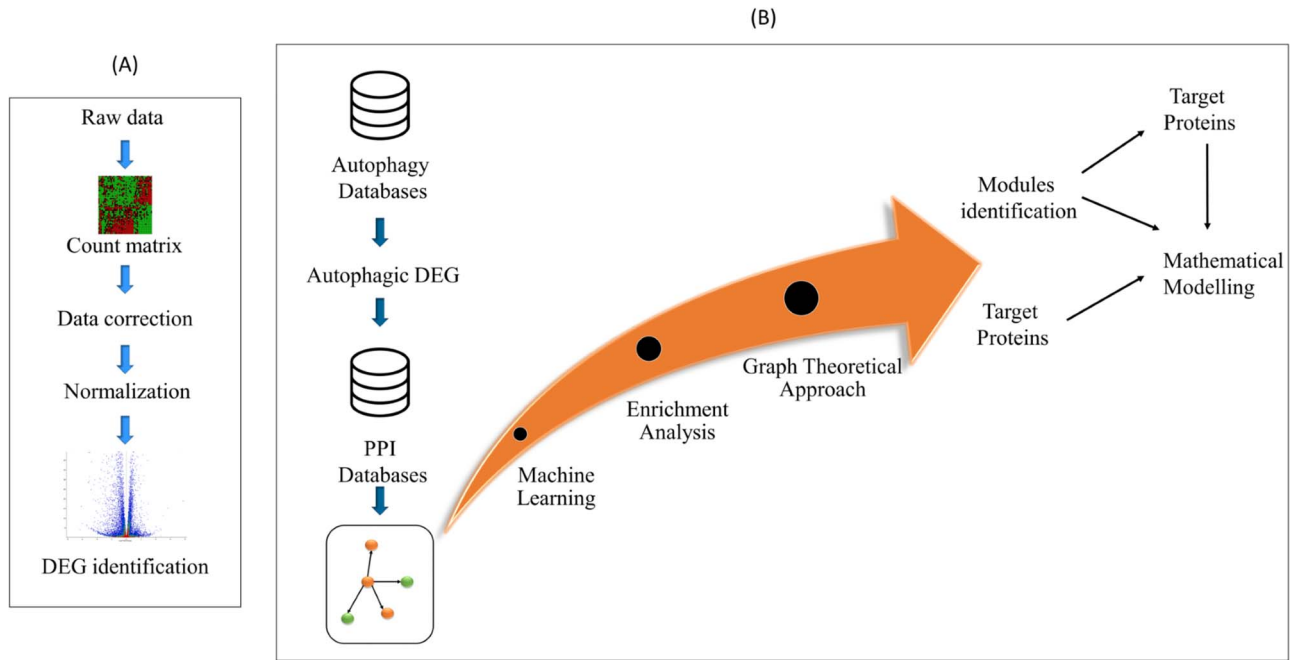 (A)
Raw data
Count matrix
Data correction
Normalization
DEG identification
(B)
Autophagy
Databases
Autophagic DEG
PPI
Databases
Machine
Learning
Enrichment
Analysis
Graph Theoretical
Approach
Modules
identification
Target
Proteins
Target
Proteins
Mathematical
Modelling